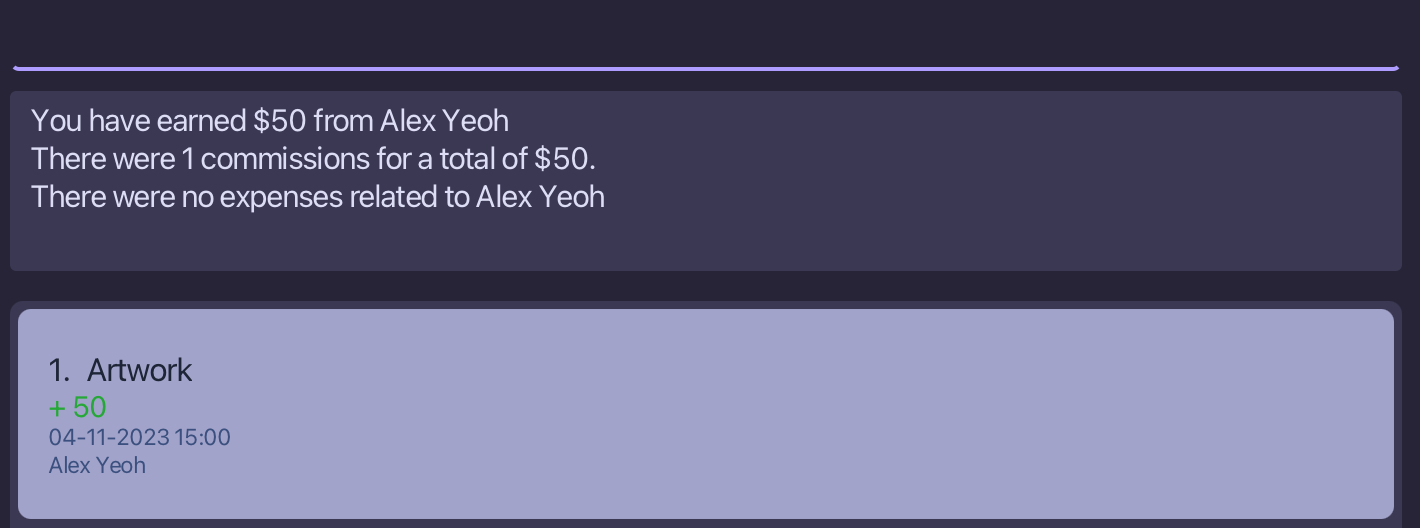 You have earned $50 from Alex Yeoh
There were 1 commissions for a total of $50.
There were no expenses related to Alex Yeoh
1. Artwork
+ 50
04-11-2023 15:00
Alex Yeoh